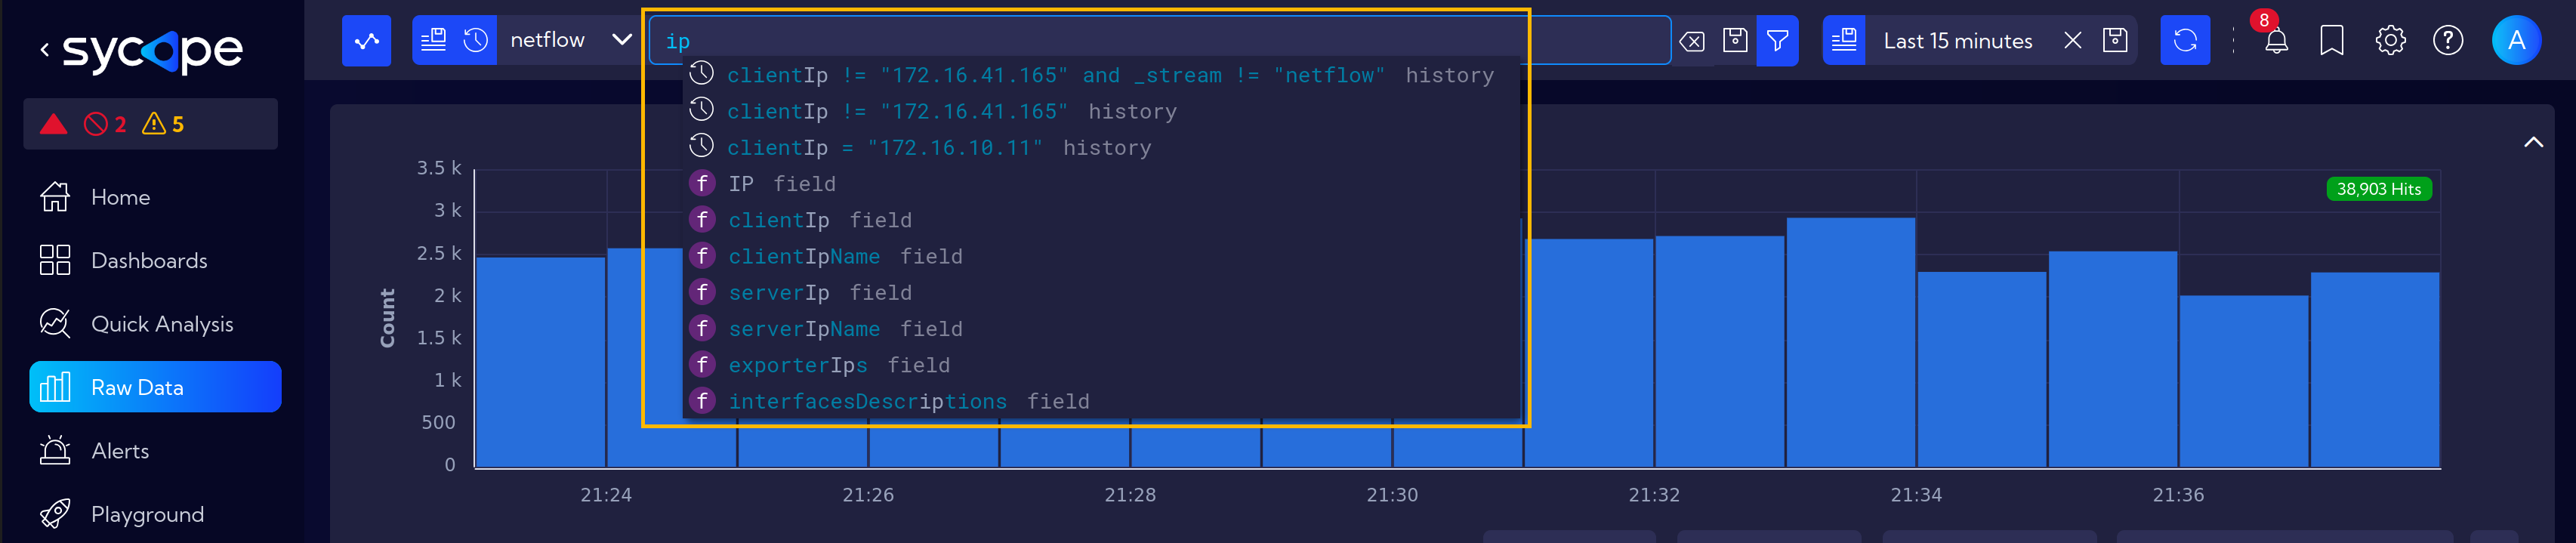 sycope
2 5
Home
Dashboards
Quick Analysis
Raw Data
Alerts
Playground
netflow
ip
Last 15 minutes
8
A
clientIp != "172.16.41.165" and _stream != "netflow" history
clientIp != "172.16.41.165" history
clientIp = "172.16.10.11" history
f IP field
f clientIp field
f clientIpName field
f serverIp field
f serverIpName field
f exporterIps field
f interfacesDescriptions field
38,903 Hits
Count
3.5 k
3 k
2.5 k
2 k
1.5 k
1 k
500
0
21:24 21:26 21:28 21:30 21:32 21:34 21:36